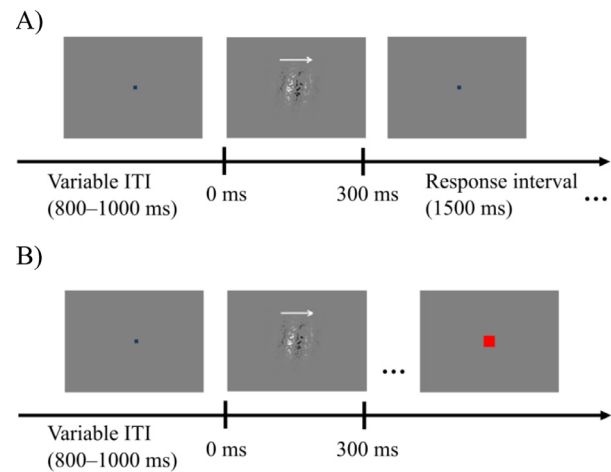 A)
Variable ITI
(800–1000 ms)
0 ms
300 ms
Response interval
(1500 ms)
...
B)
...
Variable ITI
(800–1000 ms)
0 ms
300 ms